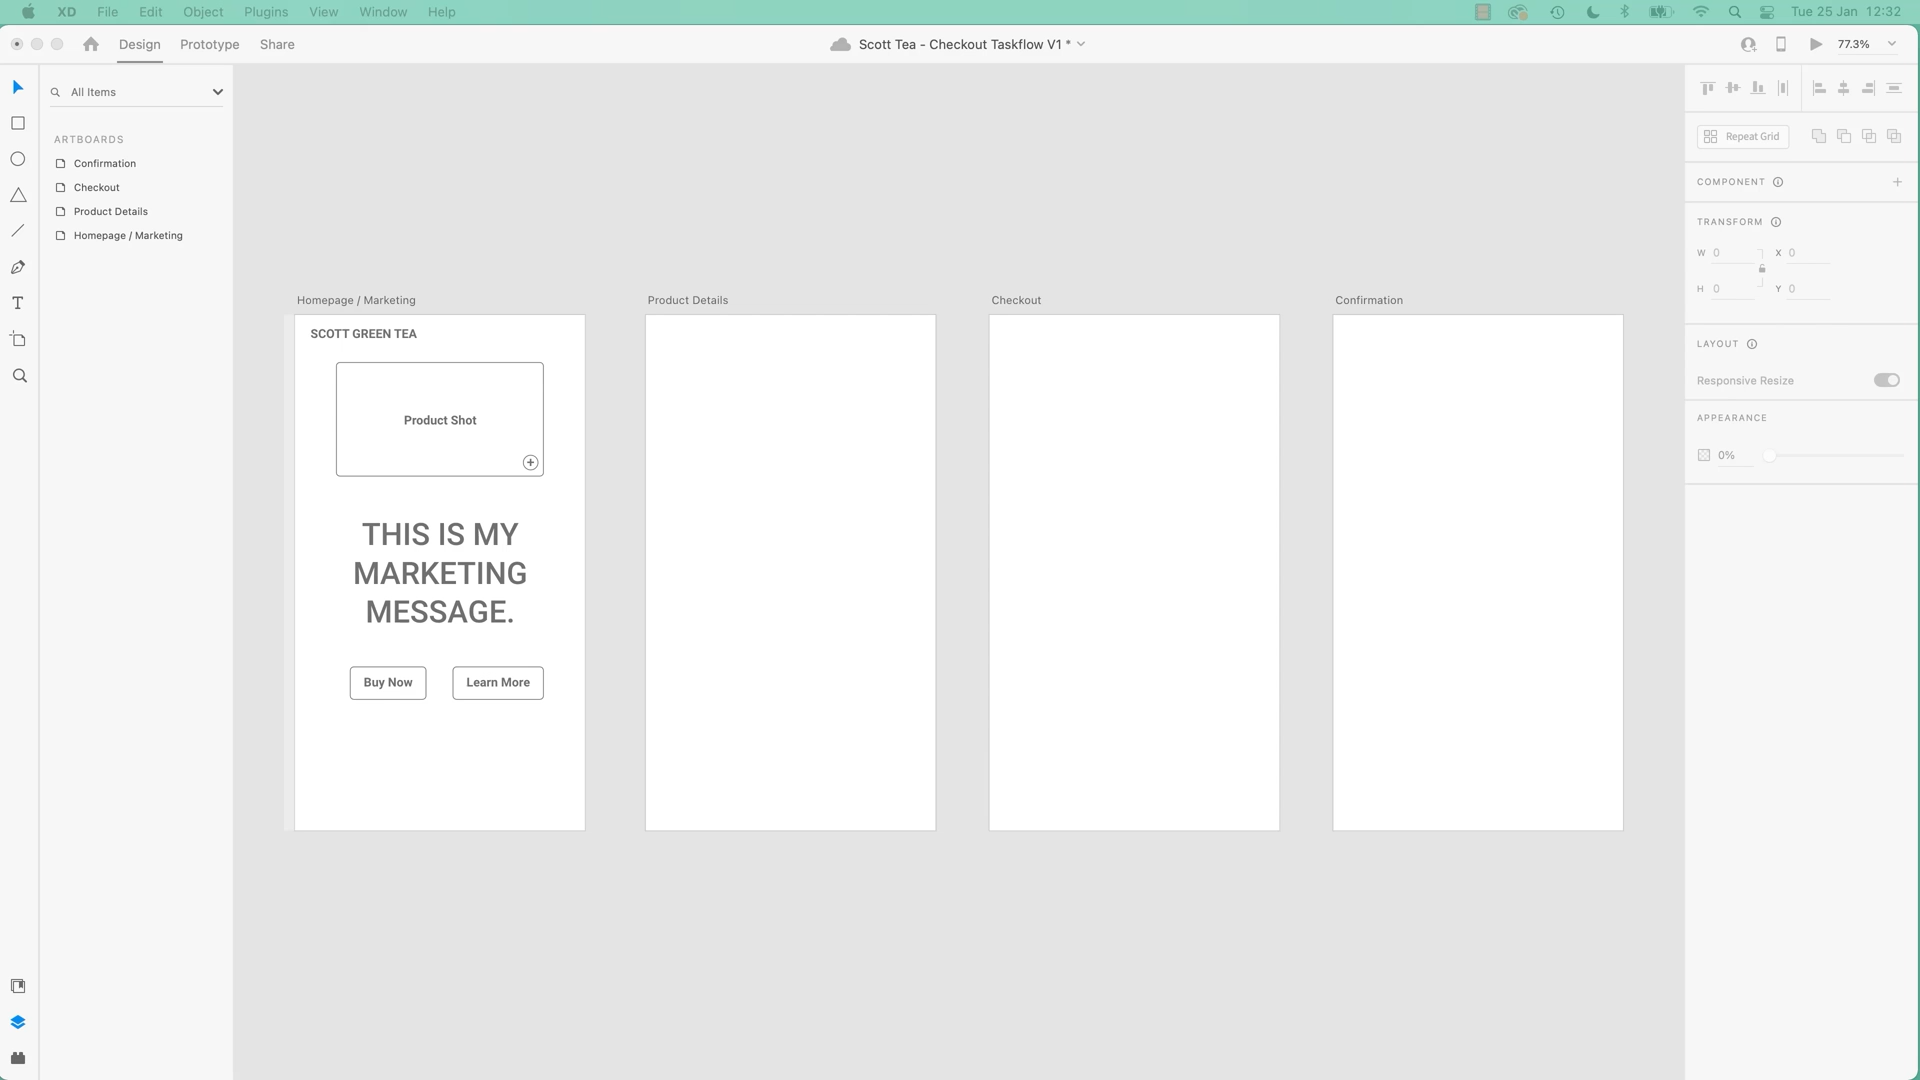 XD File Edit Object Plugins View Window Help Tue 25 Jan 12:32
Design Prototype Share Scott Tea - Checkout Taskflow V1 * 77.3%
All Items
ARTBOARDS
Confirmation
Checkout
Product Details
Homepage / Marketing
Homepage / Marketing
SCOTT GREEN TEA
Product Shot
THIS IS MY
MARKETING
MESSAGE.
Buy Now Learn More
Product Details
Checkout
Confirmation
Repeat Grid
COMPONENT
TRANSFORM
W 0 X 0
H 0 Y 0
LAYOUT
Responsive Resize
APPEARANCE
0%